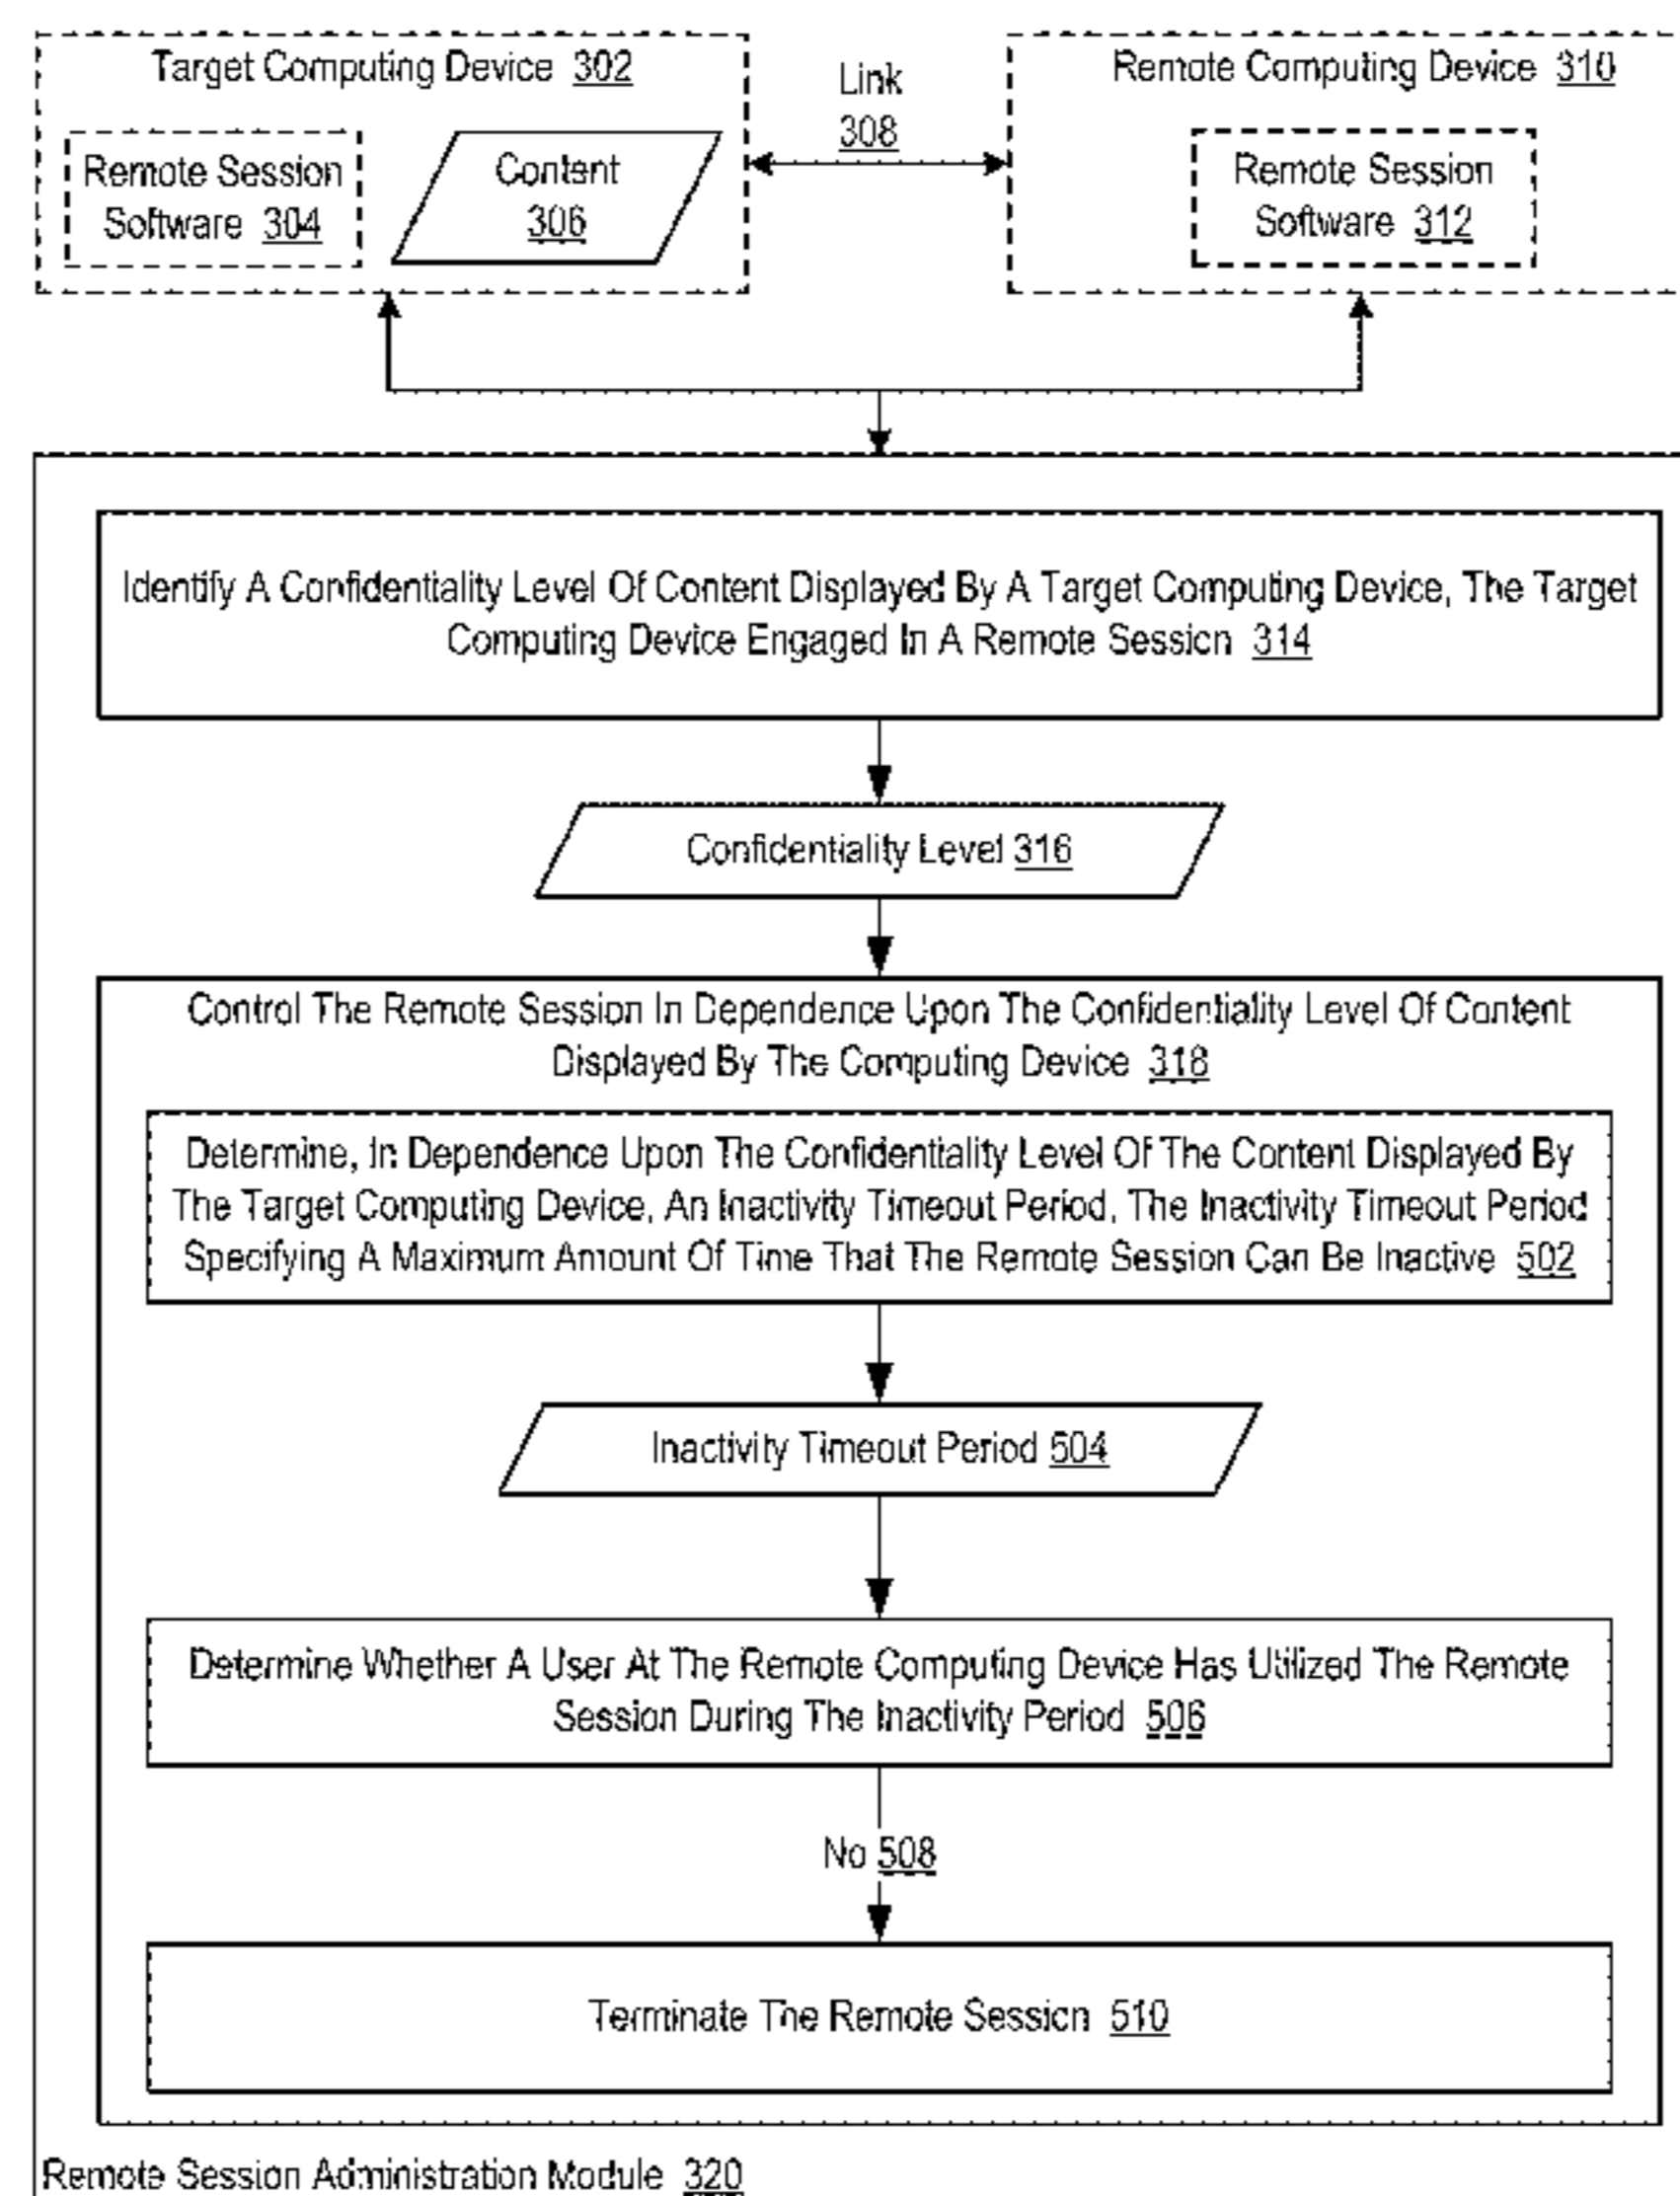 Target Computing Device 302
Link
308
Remote Computing Device 310
Remote Session
Software 304
Content
306
Remote Session
Software 312
Identify A Confidentiality Level Of Content Displayed By A Target Computing Device, The Target
Computing Device Engaged In A Remote Session 314
Confidentiality Level 316
Control The Remote Session In Dependence Upon The Confidentiality Level Of Content
Displayed By The Computing Device 318
Determine, In Dependence Upon The Confidentiality Level Of The Content Displayed By
The Target Computing Device, An Inactivity Timeout Period, The Inactivity Timeout Period
Specifying A Maximum Amount Of Time That The Remote Session Can Be Inactive 502
Inactivity Timeout Period 504
Determine Whether A User At The Remote Computing Device Has Utilized The Remote
Session During The Inactivity Period 506
No 508
Terminate The Remote Session 510
Remote Session Administration Module 320